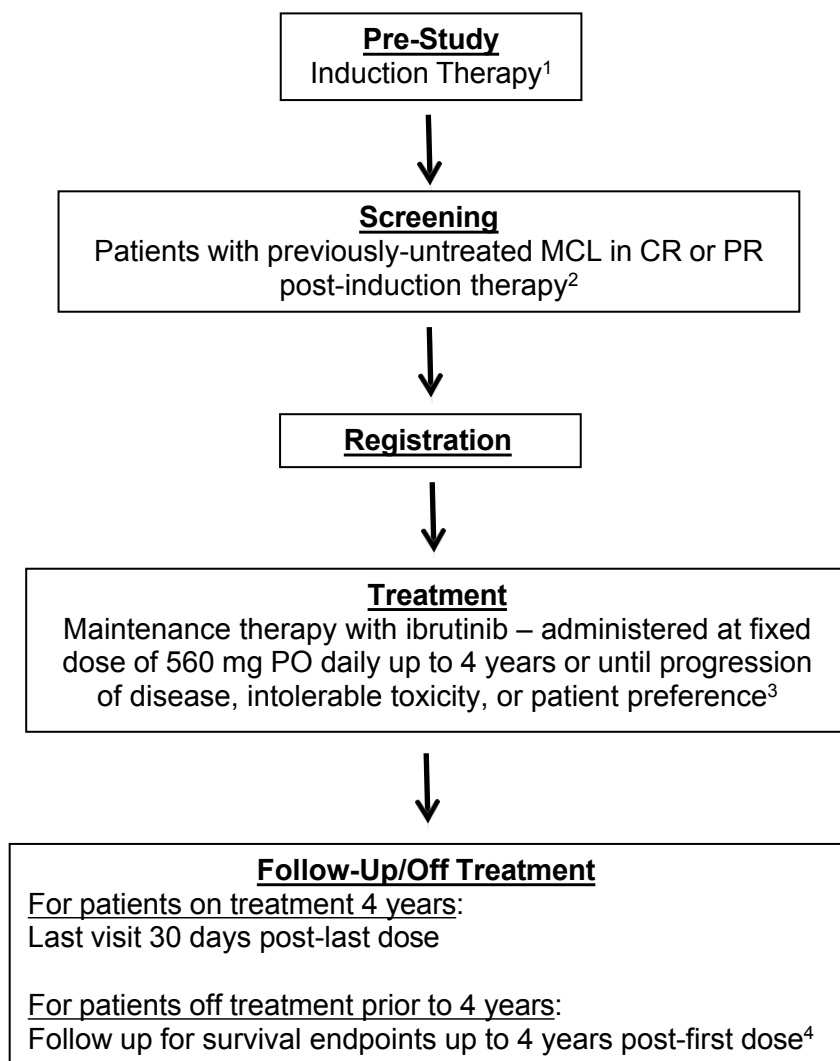 Pre-Study
Induction Therapy¹
Screening
Patients with previously-untreated MCL in CR or PR
post-induction therapy²
Registration
Treatment
Maintenance therapy with ibrutinib – administered at fixed
dose of 560 mg PO daily up to 4 years or until progression
of disease, intolerable toxicity, or patient preference³
Follow-Up/Off Treatment
For patients on treatment 4 years:
Last visit 30 days post-last dose
For patients off treatment prior to 4 years:
Follow up for survival endpoints up to 4 years post-first dose⁴